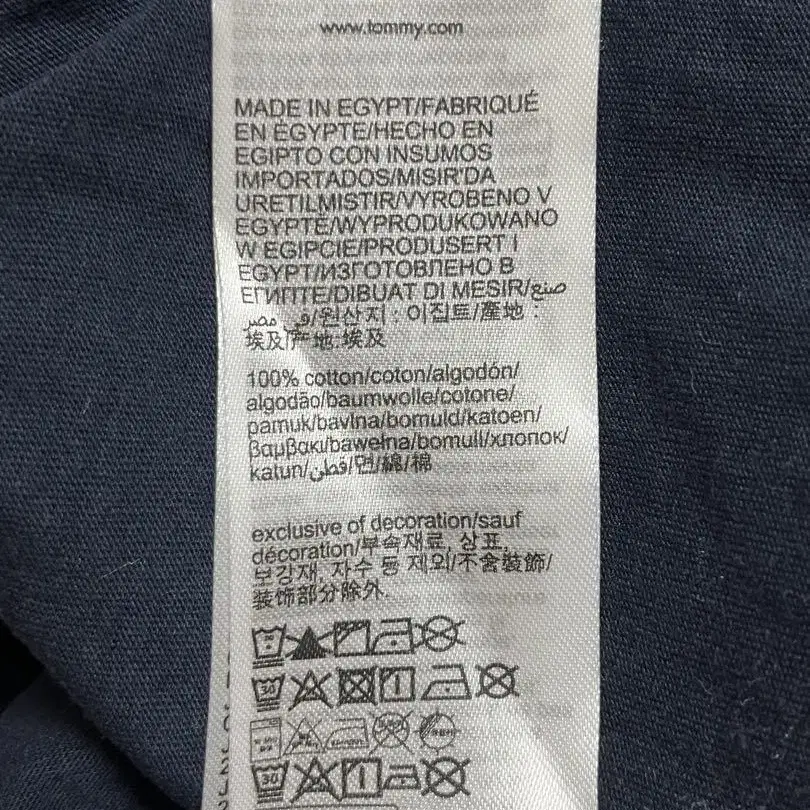 www.tommy.com
MADE IN EGYPT/FABRIQUÉ
EN ÉGYPTE/HECHO EN
EGIPTO CON INSUMOS
IMPORTADOS/MISIR'DA
URETILMISTIR/VYROBENO V
EGYPTĚ/WYPRODUKOWANO
W EGIPCIE/PRODUSERT I
EGYPT/ИЗГОТОВЛЕНО В
ЕГИПТЕ/DIBUAT DI MESIR/صنع
في مصر/원산지 : 이집트/產地 :
埃及/产地:埃及
100% cotton/coton/algodón/
algodão/baumwolle/cotone/
pamuk/bavlna/bomuld/katoen/
βαμβακι/bawełna/bomull/хлопок/
katun/قطن/면/綿/棉
exclusive of decoration/sauf
décoration/부속재료, 상표,
보강재, 자수 등 제외/不含裝飾/
装饰部分除外.
30
30